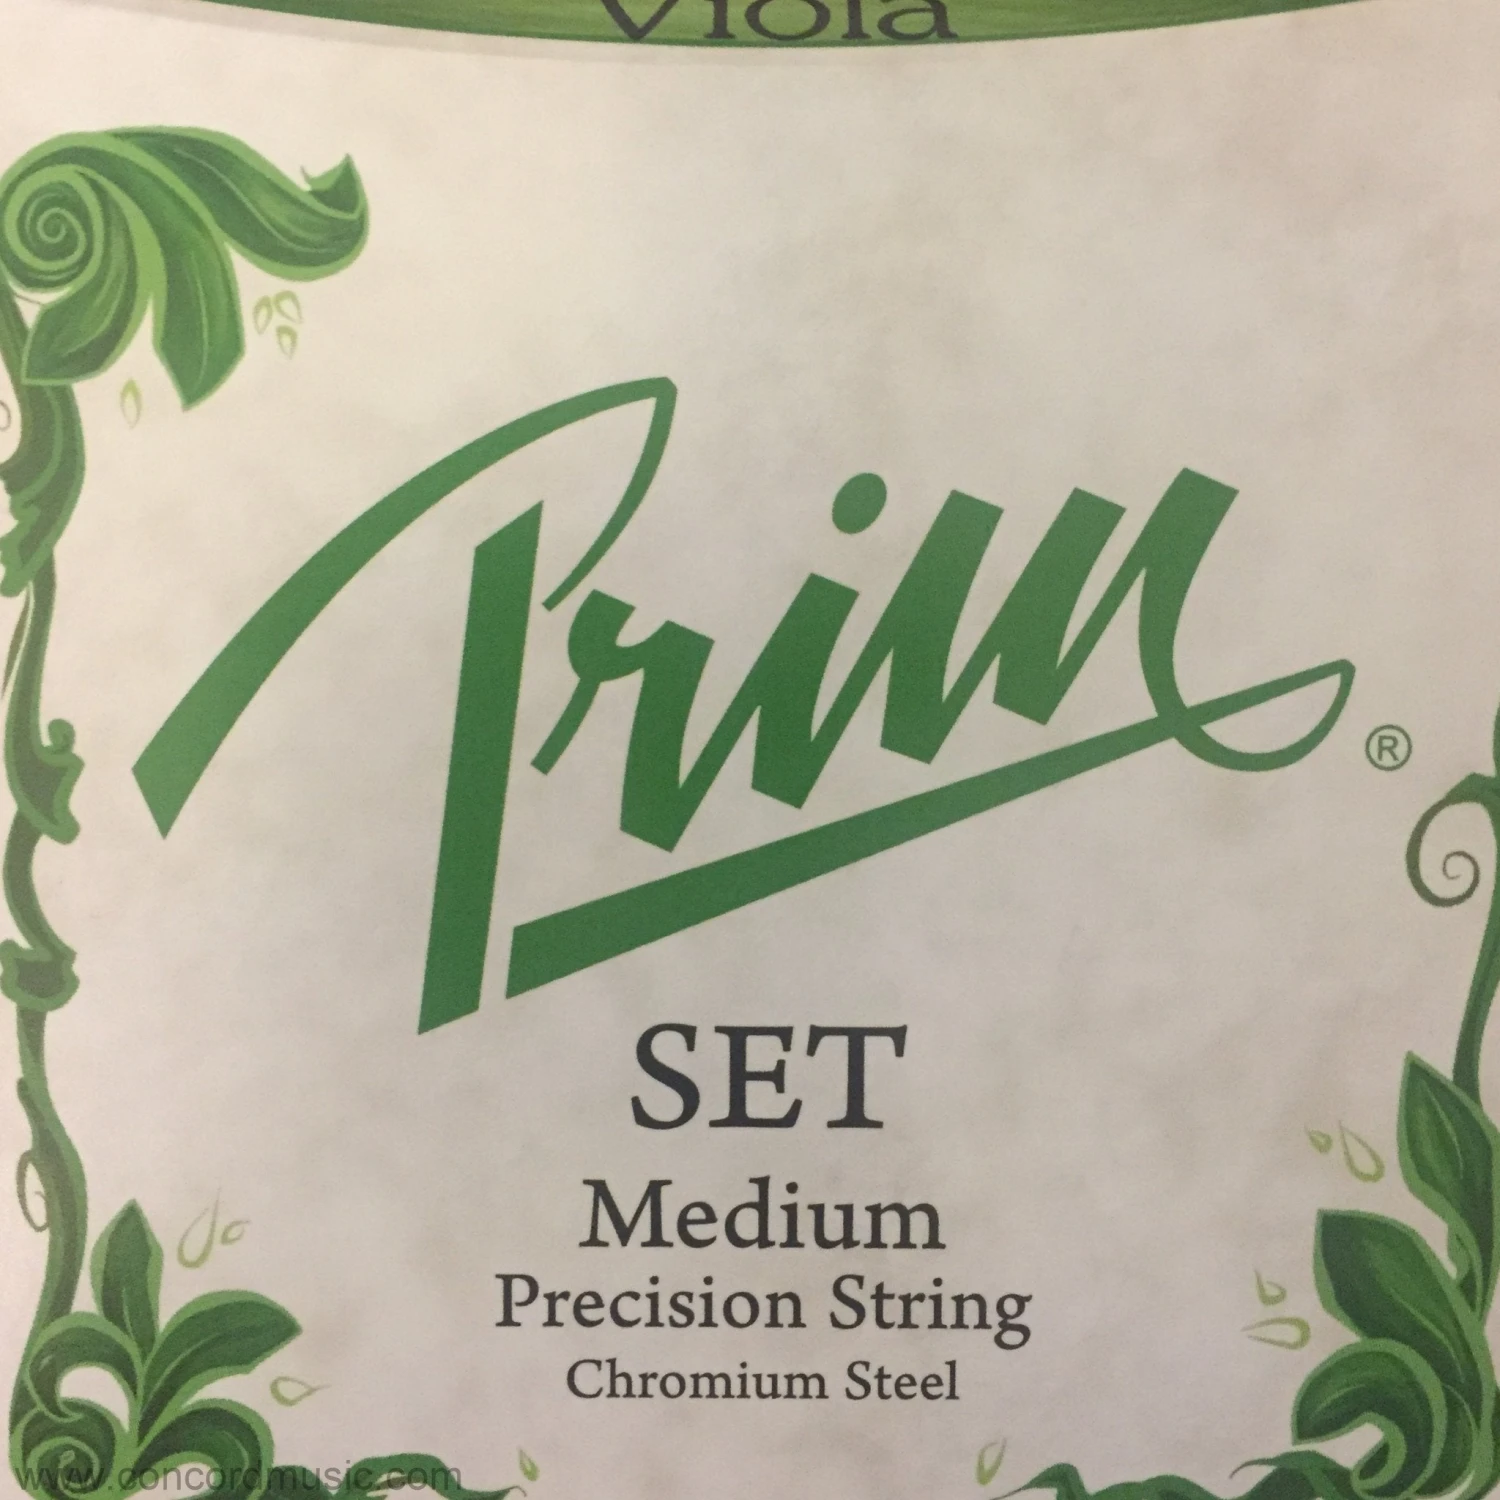 Viola
Prim ®
SET
Medium
Precision String
Chromium Steel
www.concordmusic.com